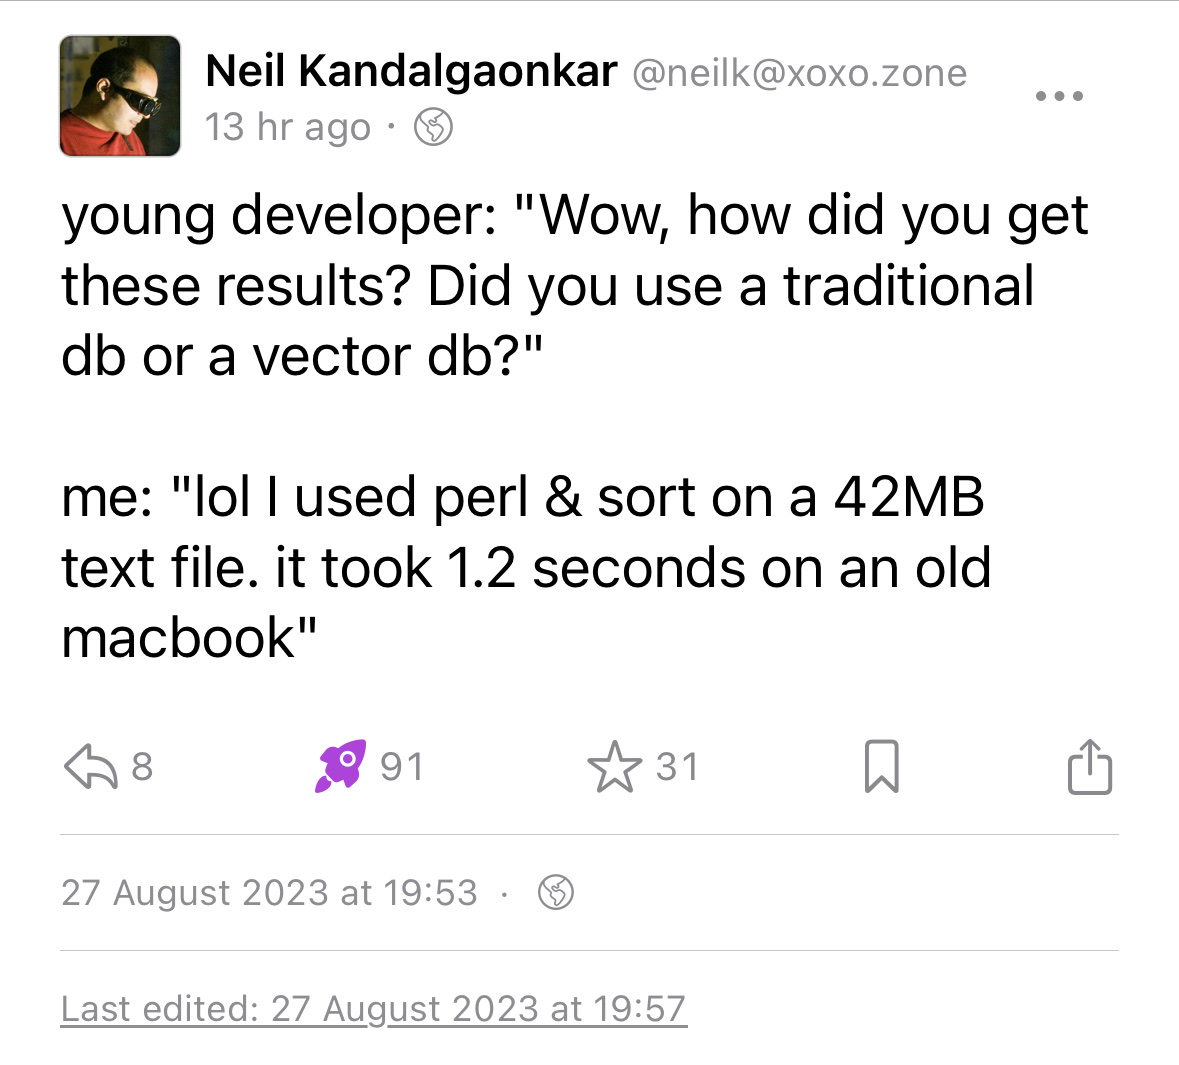 Neil Kandalgaonkar @neilk@xoxo.zone
13 hr ago ·
young developer: "Wow, how did you get
these results? Did you use a traditional
db or a vector db?"
me: "lol I used perl & sort on a 42MB
text file. it took 1.2 seconds on an old
macbook"
8 91 31
27 August 2023 at 19:53 ·
Last edited: 27 August 2023 at 19:57